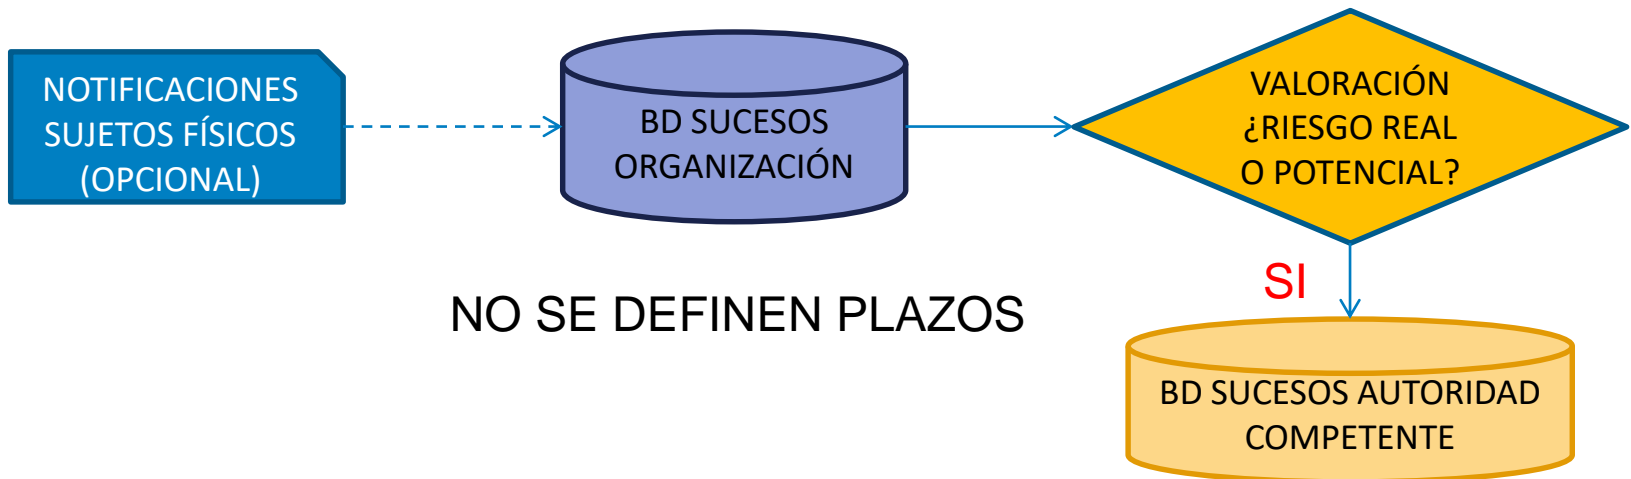 NOTIFICACIONES
SUJETOS FÍSICOS
(OPCIONAL)
BD SUCESOS
ORGANIZACIÓN
VALORACIÓN
¿RIESGO REAL
O POTENCIAL?
SI
NO SE DEFINEN PLAZOS
BD SUCESOS AUTORIDAD
COMPETENTE